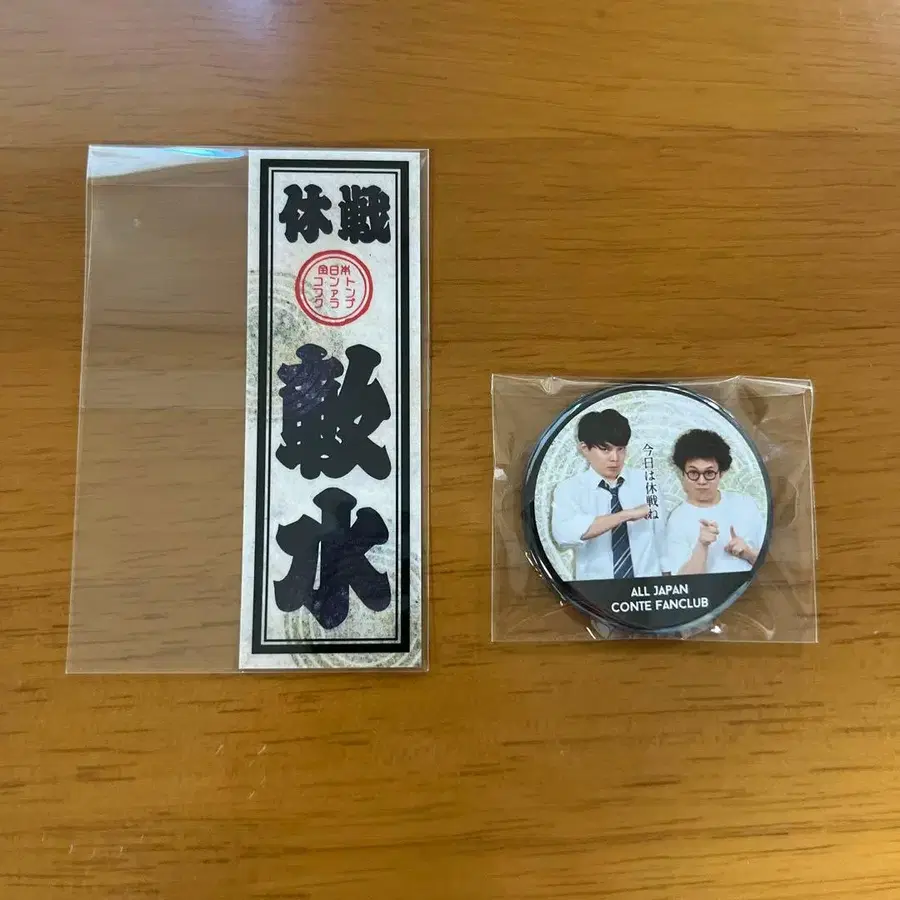 休戦
全日本
コント
ファン
クラブ
水
今日は休戦ね
ALL JAPAN
CONTE FANCLUB